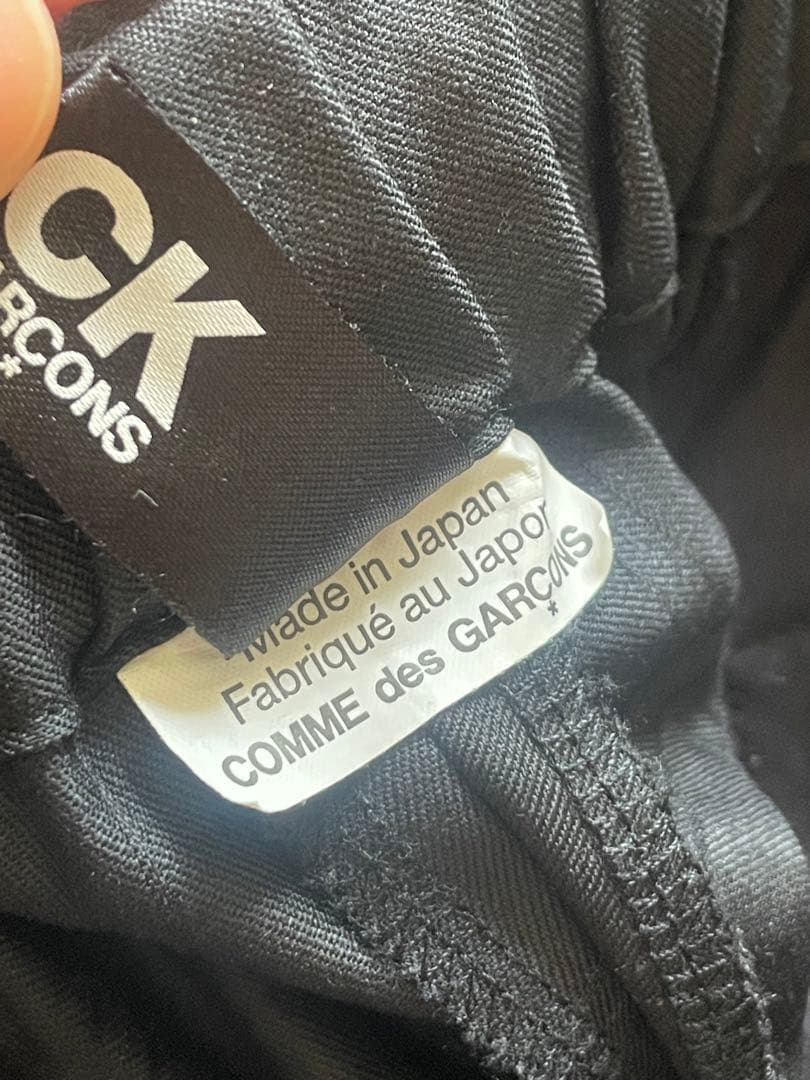 CK
ARÇONS
Made in Japan
Fabriqué au Japon
COMME des GARÇONS